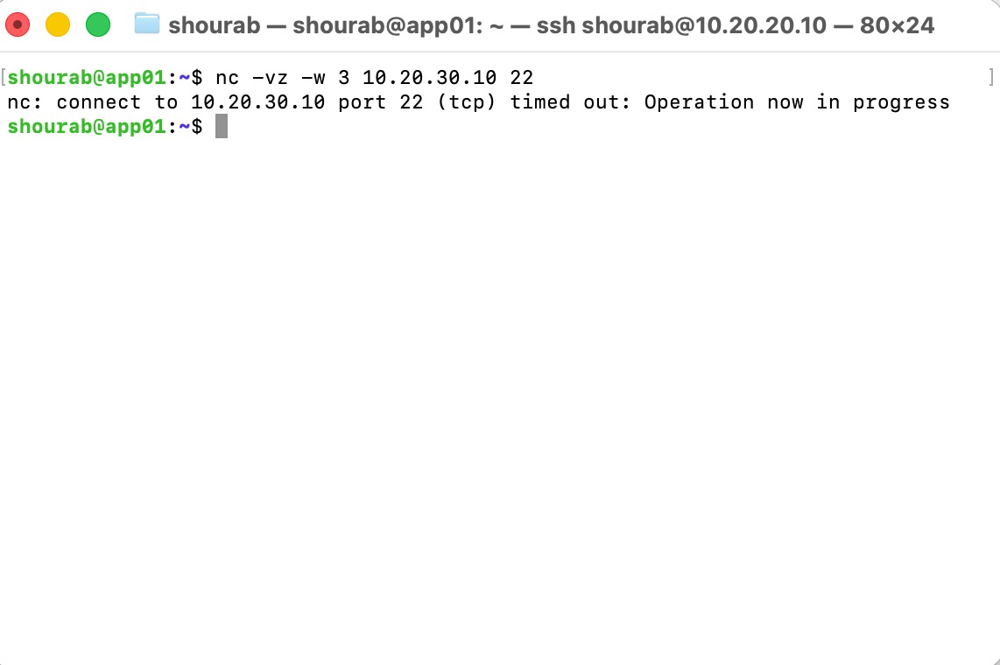 shourab — shourab@app01: ~ — ssh shourab@10.20.20.10 — 80×24
[shourab@app01:~$ nc -vz -w 3 10.20.30.10 22 ]
nc: connect to 10.20.30.10 port 22 (tcp) timed out: Operation now in progress
shourab@app01:~$